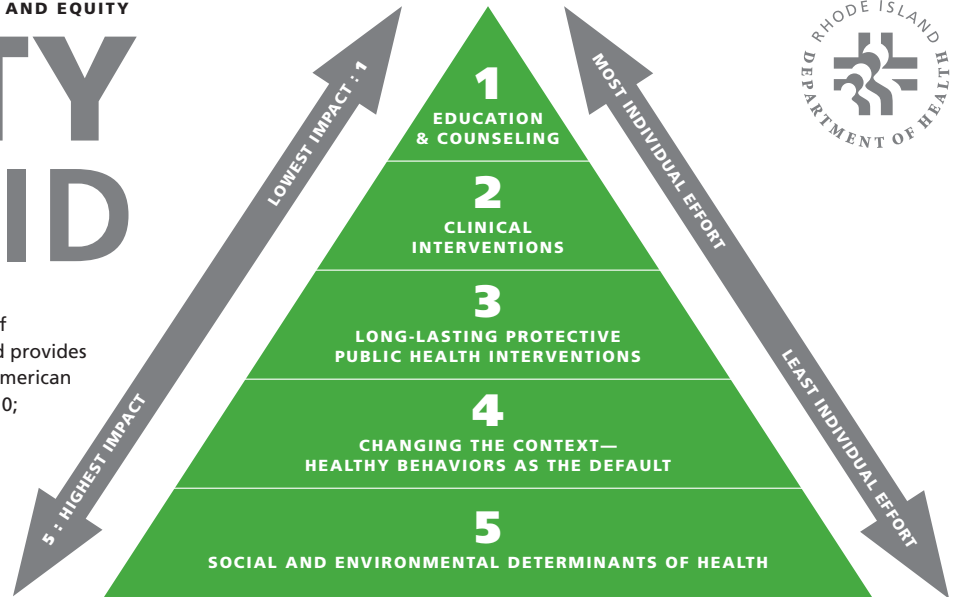 AND EQUITY
TY
ID
f
d provides
merican
0;
LOWEST IMPACT : 1
5 : HIGHEST IMPACT
1
EDUCATION
& COUNSELING
2
CLINICAL
INTERVENTIONS
3
LONG-LASTING PROTECTIVE
PUBLIC HEALTH INTERVENTIONS
4
CHANGING THE CONTEXT—
HEALTHY BEHAVIORS AS THE DEFAULT
5
SOCIAL AND ENVIRONMENTAL DETERMINANTS OF HEALTH
MOST INDIVIDUAL EFFORT
LEAST INDIVIDUAL EFFORT
RHODE ISLAND
DEPARTMENT OF HEALTH